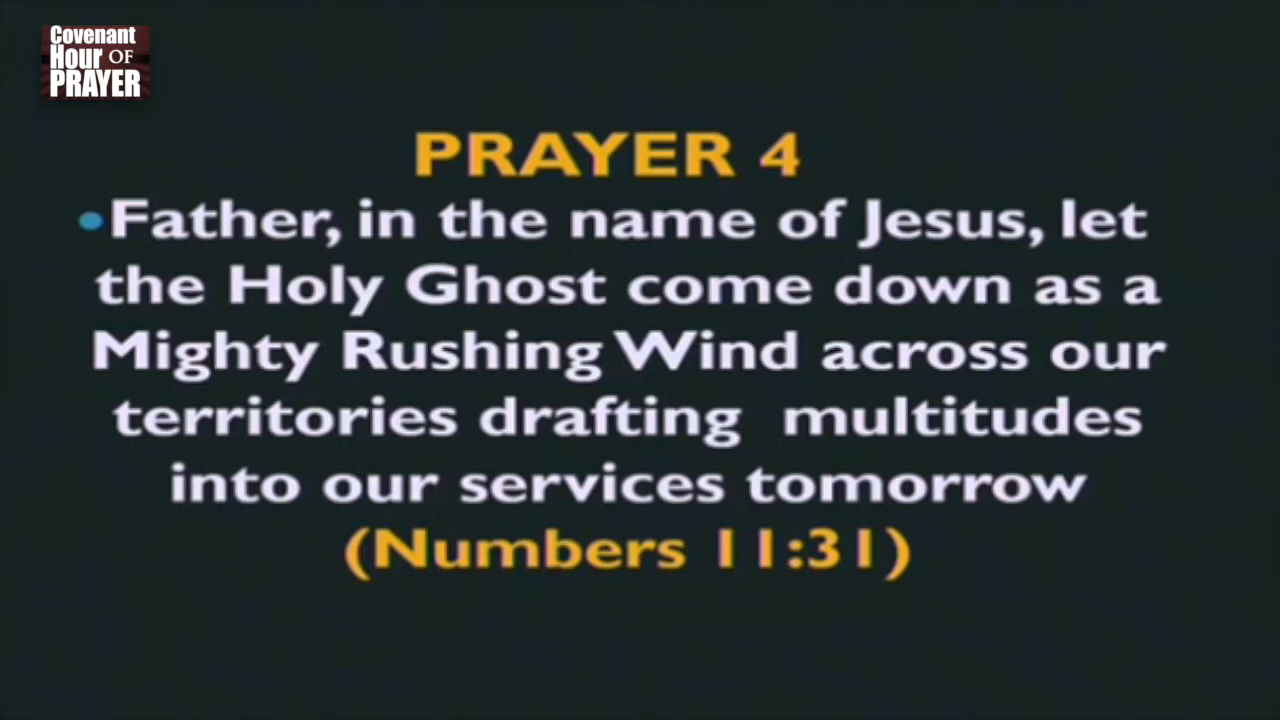 Covenant
Hour OF
PRAYER
PRAYER 4
•Father, in the name of Jesus, let
the Holy Ghost come down as a
Mighty Rushing Wind across our
territories drafting multitudes
into our services tomorrow
(Numbers 11:31)